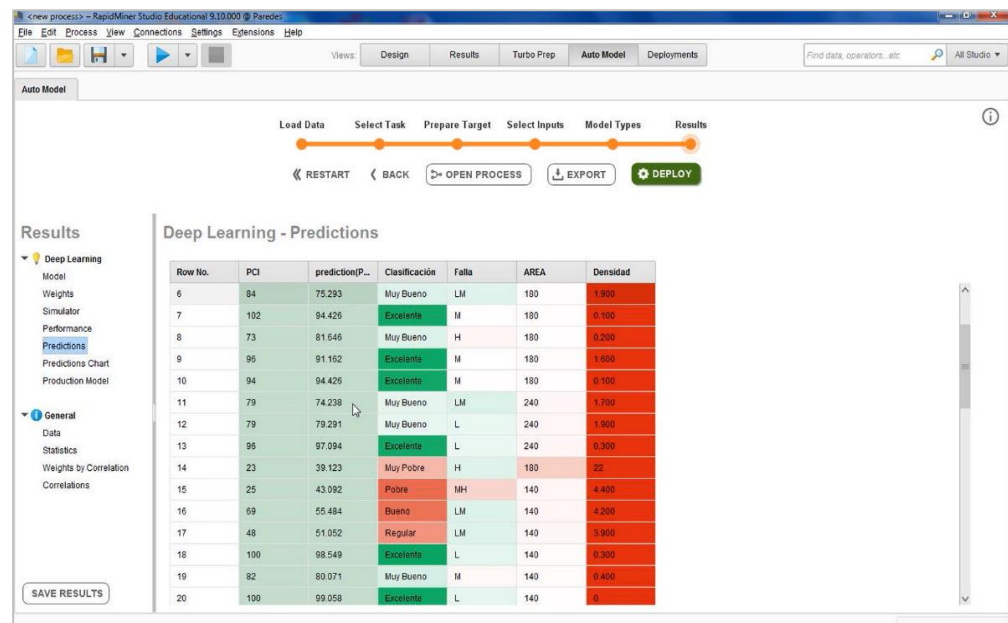 <new process> – RapidMiner Studio Educational 9.10.000 @ Paredes
File Edit Process View Connections Settings Extensions Help
Views: Design Results Turbo Prep Auto Model Deployments Find data, operators...etc All Studio
Auto Model
Load Data Select Task Prepare Target Select Inputs Model Types Results
RESTART BACK OPEN PROCESS EXPORT DEPLOY
Results
Deep Learning
Model
Weights
Simulator
Performance
Predictions
Predictions Chart
Production Model
General
Data
Statistics
Weights by Correlation
Correlations
SAVE RESULTS
Deep Learning - Predictions
Row No. PCI prediction(P... Clasificación Falla AREA Densidad
6 84 75.293 Muy Bueno LM 180 1.900
7 102 94.426 Excelente M 180 0.100
8 73 81.646 Muy Bueno H 180 0.200
9 96 91.162 Excelente M 180 1.600
10 94 94.426 Excelente M 180 0.100
11 79 74.238 Muy Bueno LM 240 1.700
12 79 79.291 Muy Bueno L 240 1.900
13 96 97.094 Excelente L 240 0.300
14 23 39.123 Muy Pobre H 180 22
15 25 43.092 Pobre MH 140 4.400
16 69 55.484 Bueno LM 140 4.200
17 48 51.052 Regular LM 140 3.900
18 100 98.549 Excelente L 140 0.300
19 82 80.071 Muy Bueno M 140 0.400
20 100 99.058 Excelente L 140 0